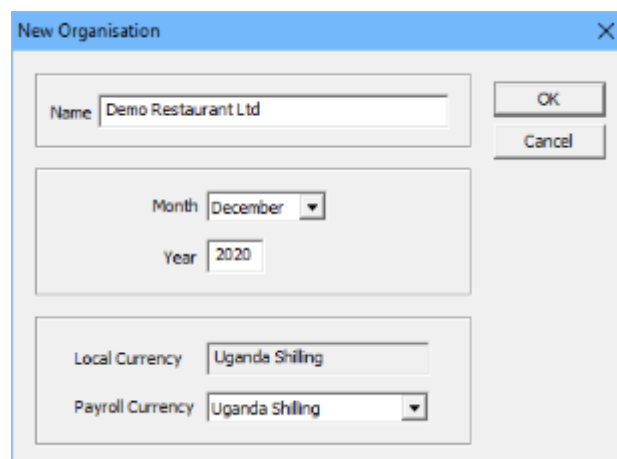 New Organisation
Name Demo Restaurant Ltd
OK
Cancel
Month December
Year 2020
Local Currency Uganda Shilling
Payroll Currency Uganda Shilling